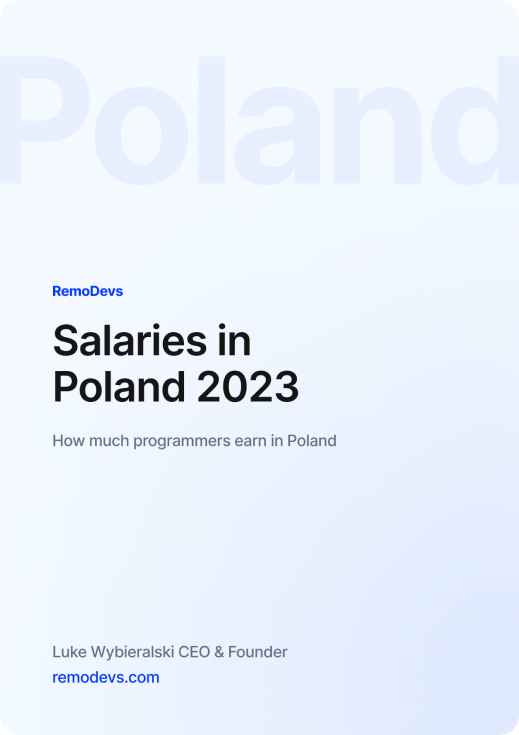 Poland
RemoDevs
Salaries in
Poland 2023
How much programmers earn in Poland
Luke Wybieralski CEO & Founder
remodevs.com